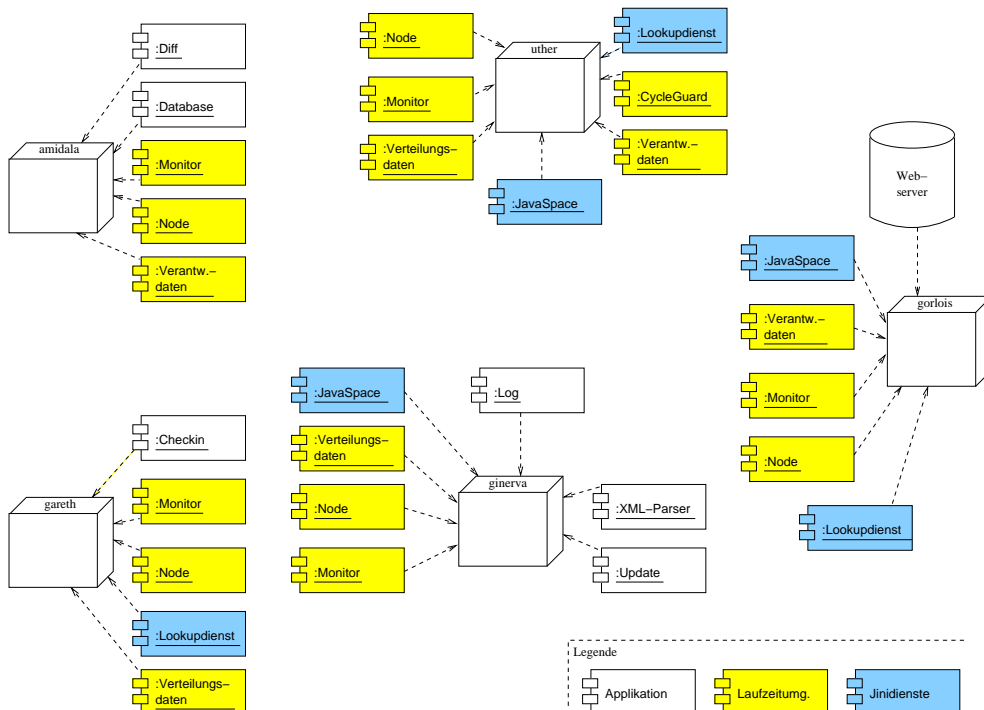 :Diff
:Database
amidala
:Monitor
:Node
:Verantw.–
daten
:Node
uther
:Lookupdienst
:Monitor
:CycleGuard
:Verteilungs–
daten
:Verantw.–
daten
:JavaSpace
Web–
server
:JavaSpace
gorlois
:Verantw.–
daten
:Monitor
:Node
:Lookupdienst
:Checkin
gareth
:Monitor
:Node
:Lookupdienst
:Verteilungs–
daten
:JavaSpace
:Log
:Verteilungs–
daten
ginerva
:Node
:XML–Parser
:Monitor
:Update
Legende
Applikation
Laufzeitumg.
Jinidienste